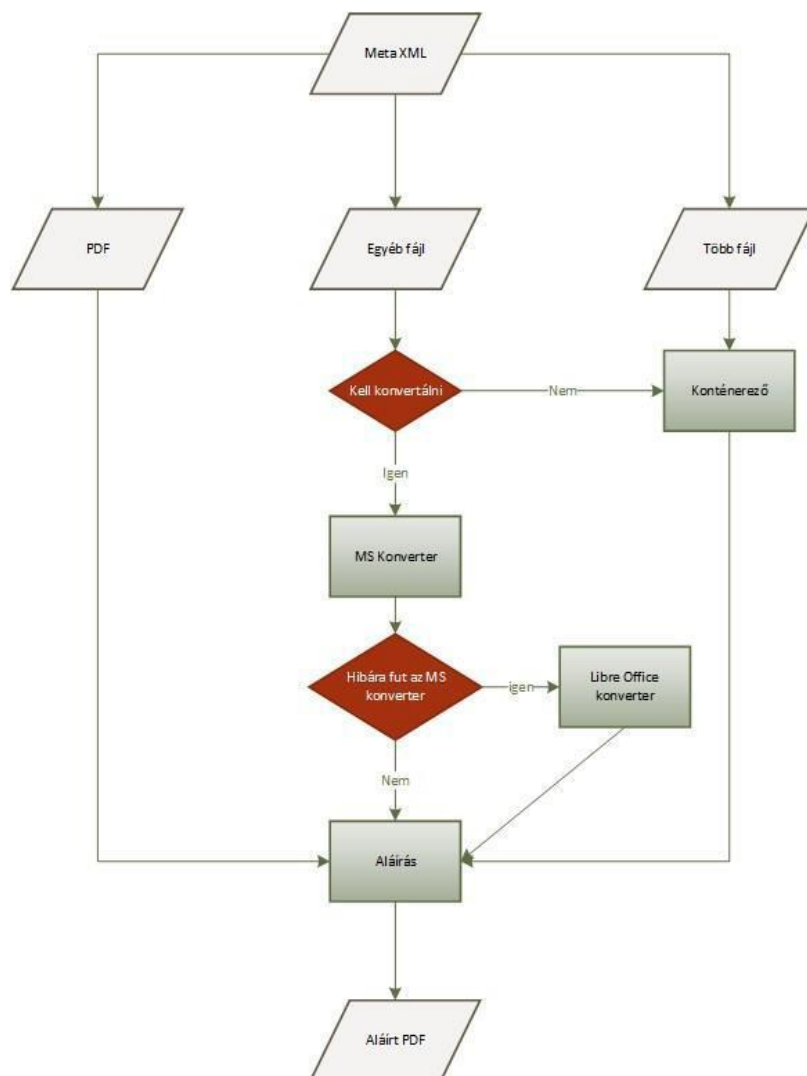 Meta XML
PDF
Egyéb fájl
Több fájl
Kell konvertálni
Nem
Konténerező
Igen
MS Konverter
Hibára fut az MS
konverter
igen
Libre Office
konverter
Nem
Aláírás
Aláírt PDF